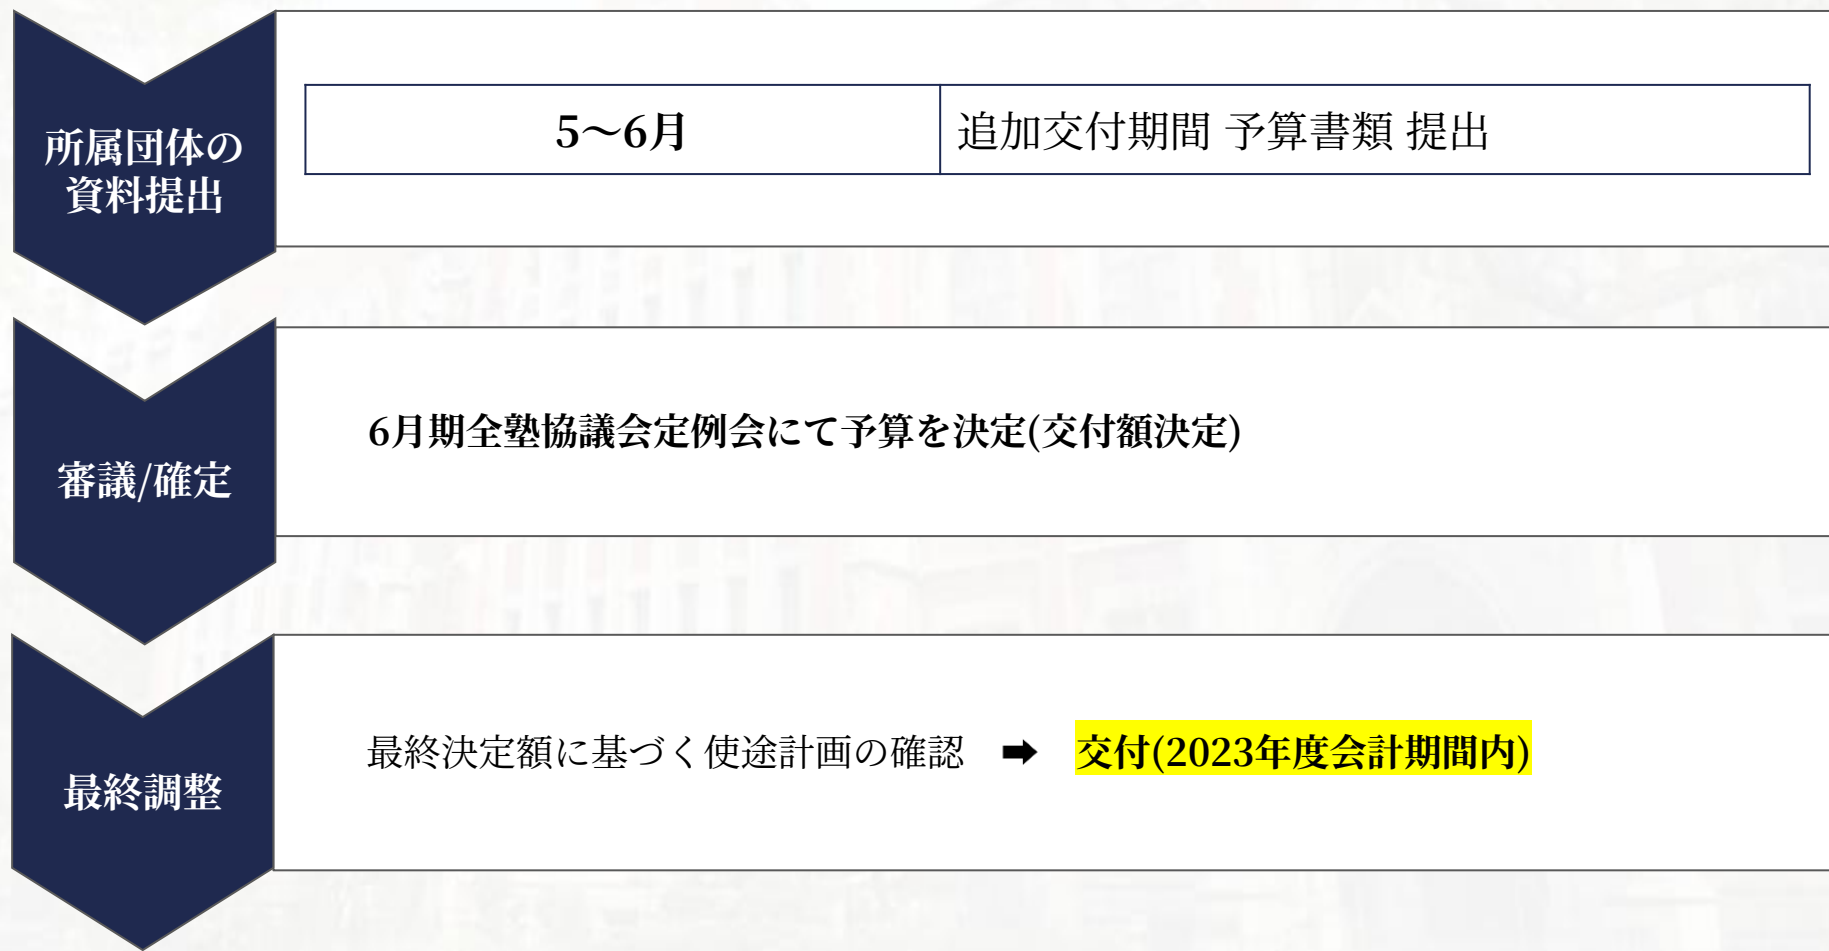 所属団体の
資料提出
5〜6月
追加交付期間 予算書類 提出
審議/確定
6月期全塾協議会定例会にて予算を決定(交付額決定)
最終調整
最終決定額に基づく使途計画の確認 ➡ 交付(2023年度会計期間内)